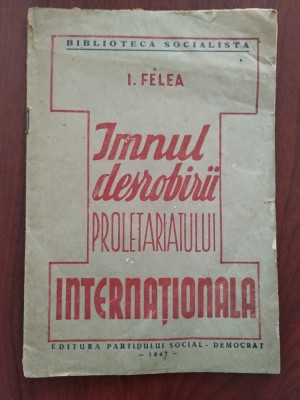 BIBLIOTECA SOCIALISTA
I. FELEA
Imnul
desrobirii
PROLETARIATULUI
INTERNAȚIONALA
EDITURA PARTIDULUI SOCIAL-DEMOCRAT
— 1947 —